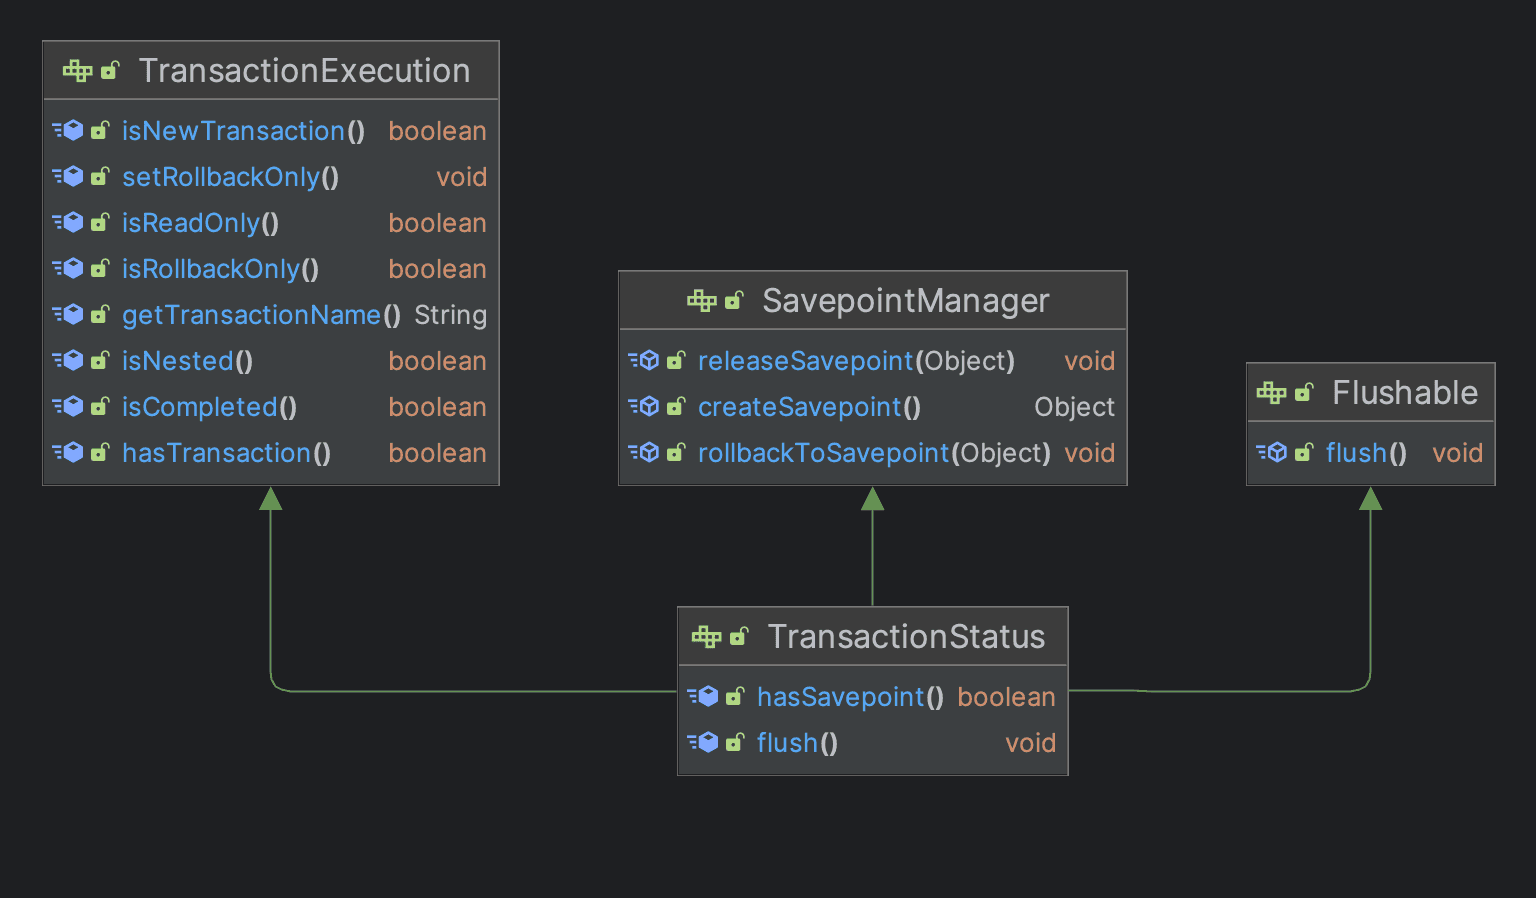 TransactionExecution
isNewTransaction() boolean
setRollbackOnly() void
isReadOnly() boolean
isRollbackOnly() boolean
getTransactionName() String
isNested() boolean
isCompleted() boolean
hasTransaction() boolean
SavepointManager
releaseSavepoint(Object) void
createSavepoint() Object
rollbackToSavepoint(Object) void
Flushable
flush() void
TransactionStatus
hasSavepoint() boolean
flush() void